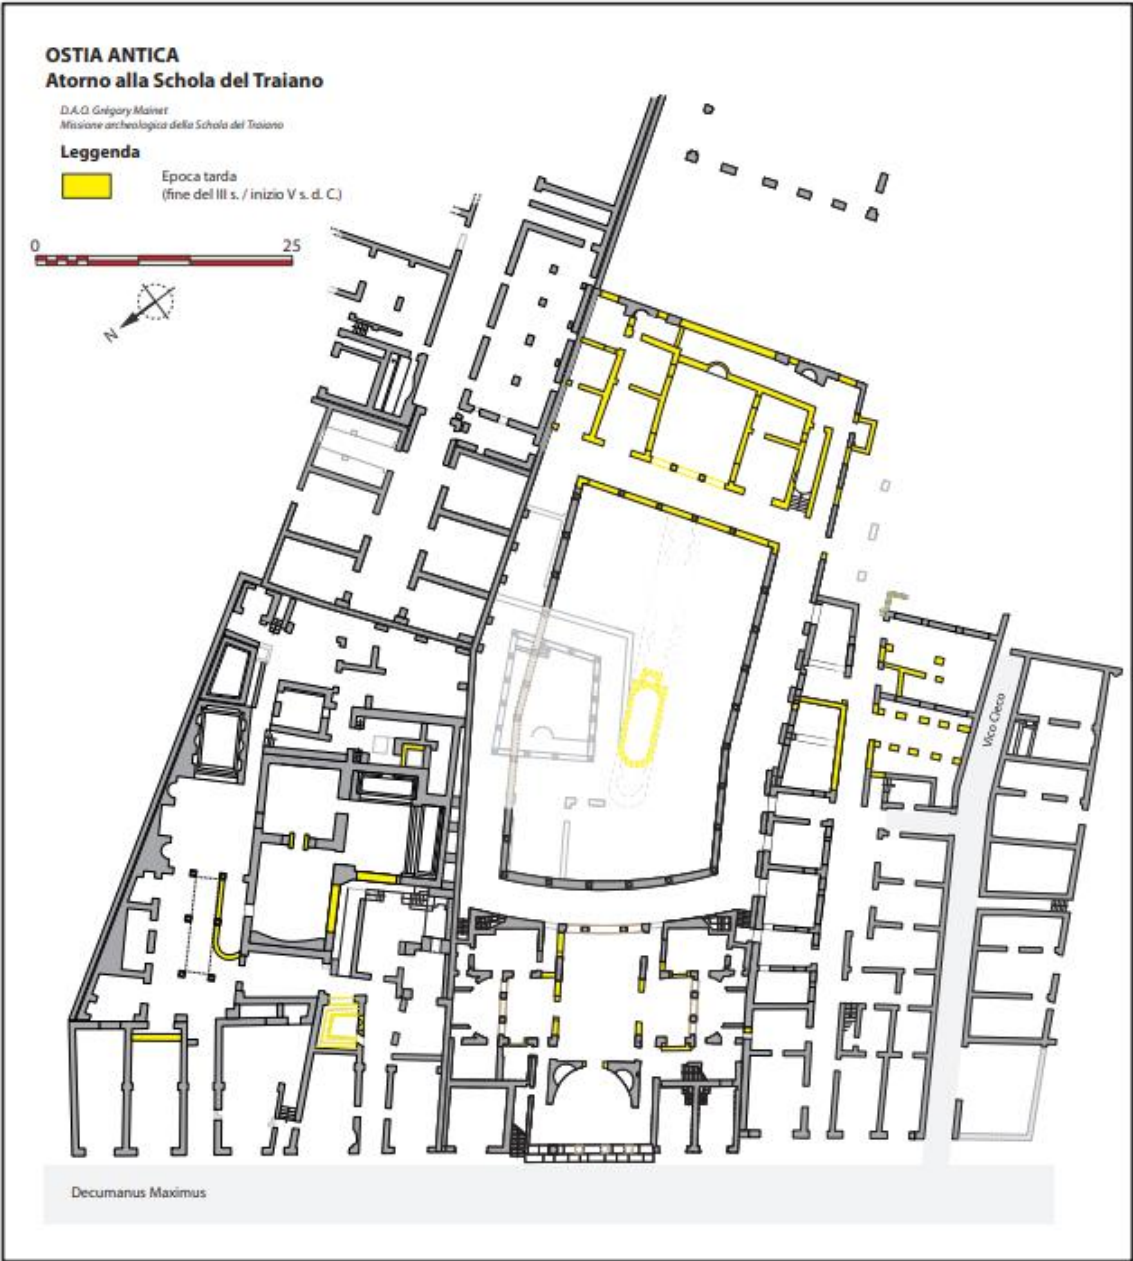 OSTIA ANTICA
Atorno alla Schola del Traiano
D.A.O. Grégory Mainet
Missione archeologica della Schola del Traiano
Leggenda
Epoca tarda
(fine del III s. / inizio V s. d. C.)
0 25
N
Vico Cieco
Decumanus Maximus